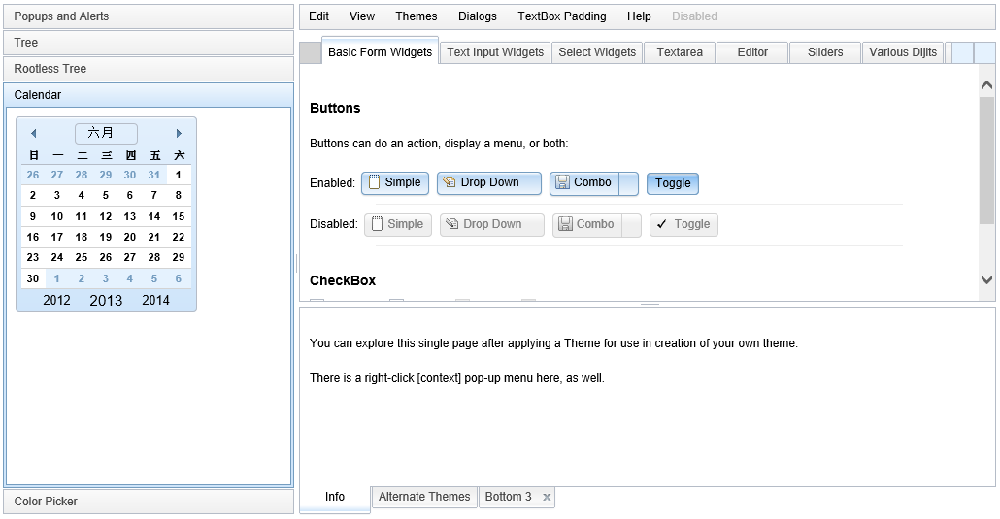 Popups and Alerts
Tree
Rootless Tree
Calendar
六月
日 一 二 三 四 五 六
26 27 28 29 30 31 1
2 3 4 5 6 7 8
9 10 11 12 13 14 15
16 17 18 19 20 21 22
23 24 25 26 27 28 29
30 1 2 3 4 5 6
2012 2013 2014
Color Picker
Edit View Themes Dialogs TextBox Padding Help Disabled
Basic Form Widgets Text Input Widgets Select Widgets Textarea Editor Sliders Various Dijits
Buttons
Buttons can do an action, display a menu, or both:
Enabled: Simple Drop Down Combo Toggle
Disabled: Simple Drop Down Combo ✓ Toggle
CheckBox
You can explore this single page after applying a Theme for use in creation of your own theme.
There is a right-click [context] pop-up menu here, as well.
Info Alternate Themes Bottom 3 x